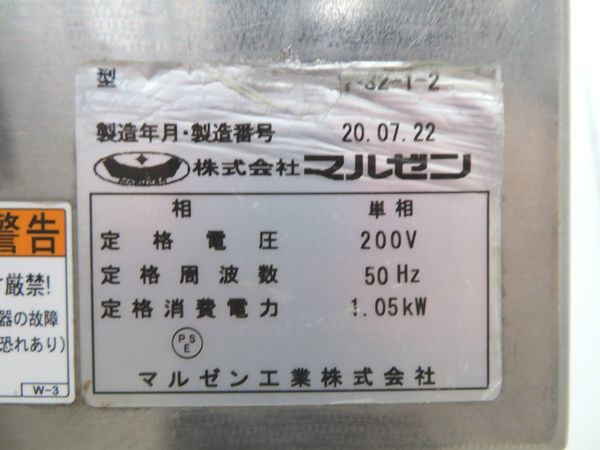 型
製造年月・製造番号 20.07.22
MARUZEN 株式会社 マルゼン
相 単相
定格電圧 200V
定格周波数 50 Hz
定格消費電力 1.05kW
PS
E
マルゼン工業株式会社
警告
厳禁!
器の故障
恐れあり)
W-3